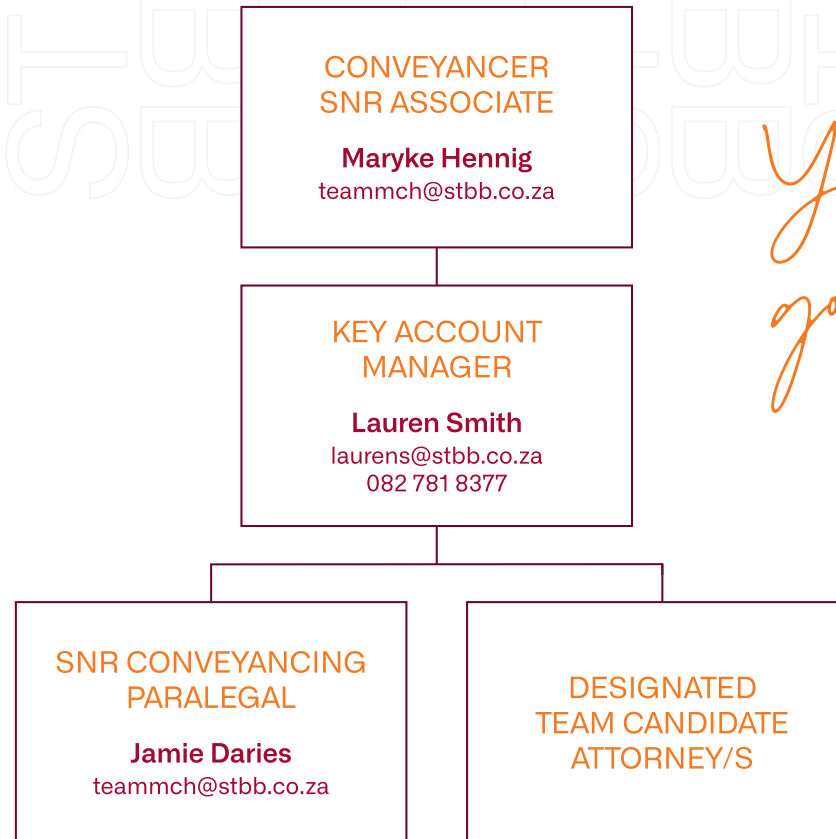 CONVEYANCER
SNR ASSOCIATE
Maryke Hennig
teammch@stbb.co.za
KEY ACCOUNT
MANAGER
Lauren Smith
laurens@stbb.co.za
082 781 8377
SNR CONVEYANCING
PARALEGAL
Jamie Daries
teammch@stbb.co.za
DESIGNATED
TEAM CANDIDATE
ATTORNEY/S